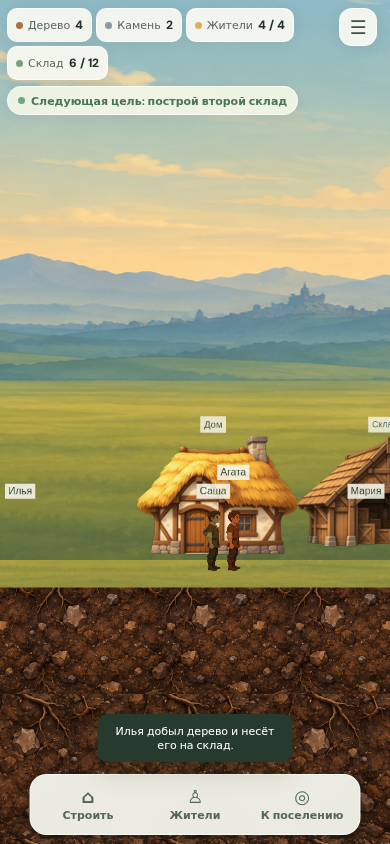 Дерево 4
Камень 2
Жители 4 / 4
Склад 6 / 12
Следующая цель: построй второй склад
Дом
Агата
Илья
Саша
Мария
Илья добыл дерево и несёт
его на склад.
Строить
Жители
К поселению